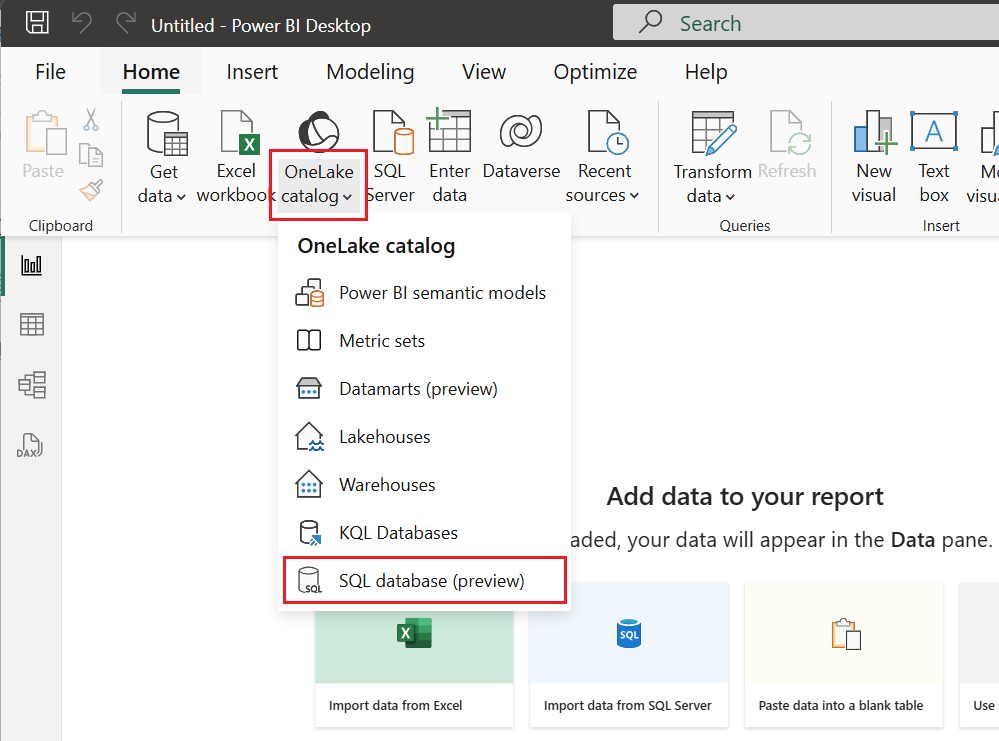 Untitled - Power BI Desktop
Search
File
Home
Insert
Modeling
View
Optimize
Help
Paste
Get
data
Excel
workbook
OneLake
catalog
SQL
Server
Enter
data
Dataverse
Recent
sources
Transform
data
Refresh
New
visual
A
Text
box
Clipboard
Queries
Insert
OneLake catalog
Power BI semantic models
Metric sets
Datamarts (preview)
Lakehouses
Warehouses
KQL Databases
SQL
SQL database (preview)
DAX
Add data to your report
aded, your data will appear in the Data pane.
X
Import data from Excel
SQL
Import data from SQL Server
Paste data into a blank table
Use